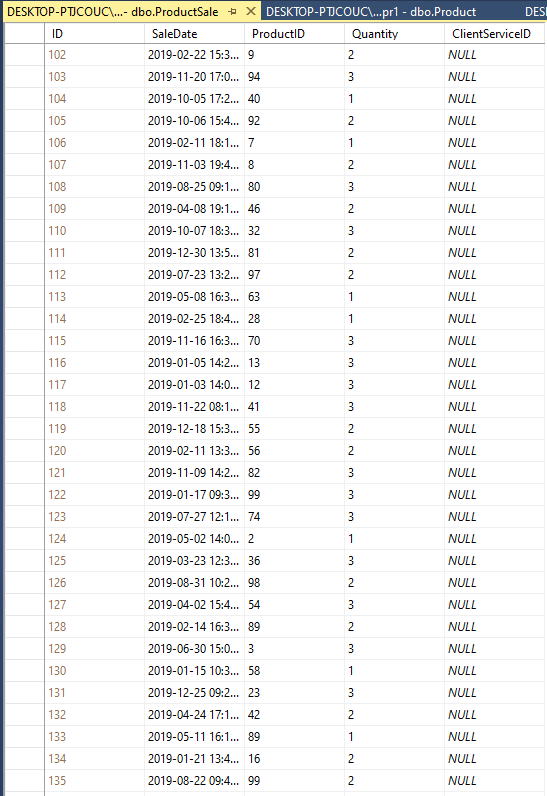 DESKTOP-PTJCOUC\...- dbo.ProductSale DESKTOP-PTJCOUC\...pr1 - dbo.Product DES
ID SaleDate ProductID Quantity ClientServiceID
102 2019-02-22 15:3... 9 2 NULL
103 2019-11-20 17:0... 94 3 NULL
104 2019-10-05 17:2... 40 1 NULL
105 2019-10-06 15:4... 92 2 NULL
106 2019-02-11 18:1... 7 1 NULL
107 2019-11-03 19:4... 8 2 NULL
108 2019-08-25 09:1... 80 3 NULL
109 2019-04-08 19:1... 46 2 NULL
110 2019-10-07 18:3... 32 3 NULL
111 2019-12-30 13:5... 81 2 NULL
112 2019-07-23 13:2... 97 2 NULL
113 2019-05-08 16:3... 63 1 NULL
114 2019-02-25 18:4... 28 1 NULL
115 2019-11-16 16:3... 70 3 NULL
116 2019-01-05 14:2... 13 3 NULL
117 2019-01-03 14:0... 12 3 NULL
118 2019-11-22 08:1... 41 3 NULL
119 2019-12-18 15:3... 55 2 NULL
120 2019-02-11 13:3... 56 2 NULL
121 2019-11-09 14:2... 82 3 NULL
122 2019-01-17 09:3... 99 3 NULL
123 2019-07-27 12:1... 74 3 NULL
124 2019-05-02 14:0... 2 1 NULL
125 2019-03-23 12:3... 36 3 NULL
126 2019-08-31 10:2... 98 2 NULL
127 2019-04-02 15:4... 54 3 NULL
128 2019-02-14 16:3... 89 2 NULL
129 2019-06-30 15:0... 3 3 NULL
130 2019-01-15 10:3... 58 1 NULL
131 2019-12-25 09:2... 23 3 NULL
132 2019-04-24 17:1... 42 2 NULL
133 2019-05-11 16:1... 89 1 NULL
134 2019-01-21 13:4... 16 2 NULL
135 2019-08-22 09:4... 99 2 NULL